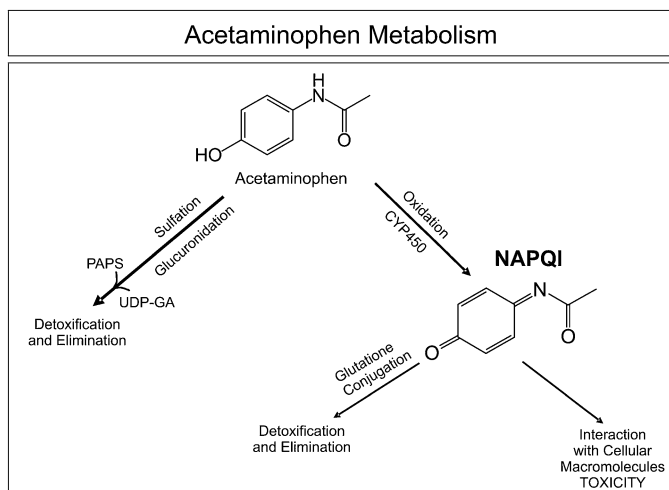 Acetaminophen Metabolism
H
N
O
HO
Acetaminophen
Sulfation
Glucuronidation
PAPS
UDP-GA
Detoxification
and Elimination
Oxidation
CYP450
NAPQI
N
O
O
Glutatione
Conjugation
Detoxification
and Elimination
Interaction
with Cellular
Macromolecules
TOXICITY